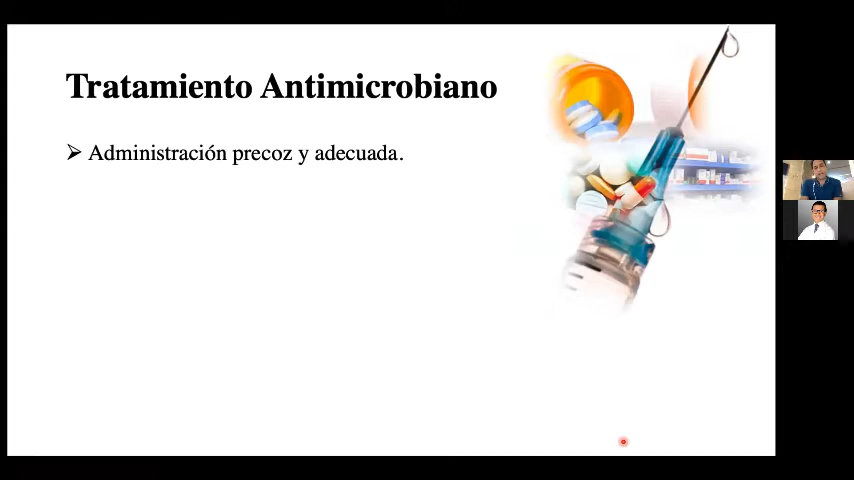 Tratamiento Antimicrobiano
➢ Administración precoz y adecuada.